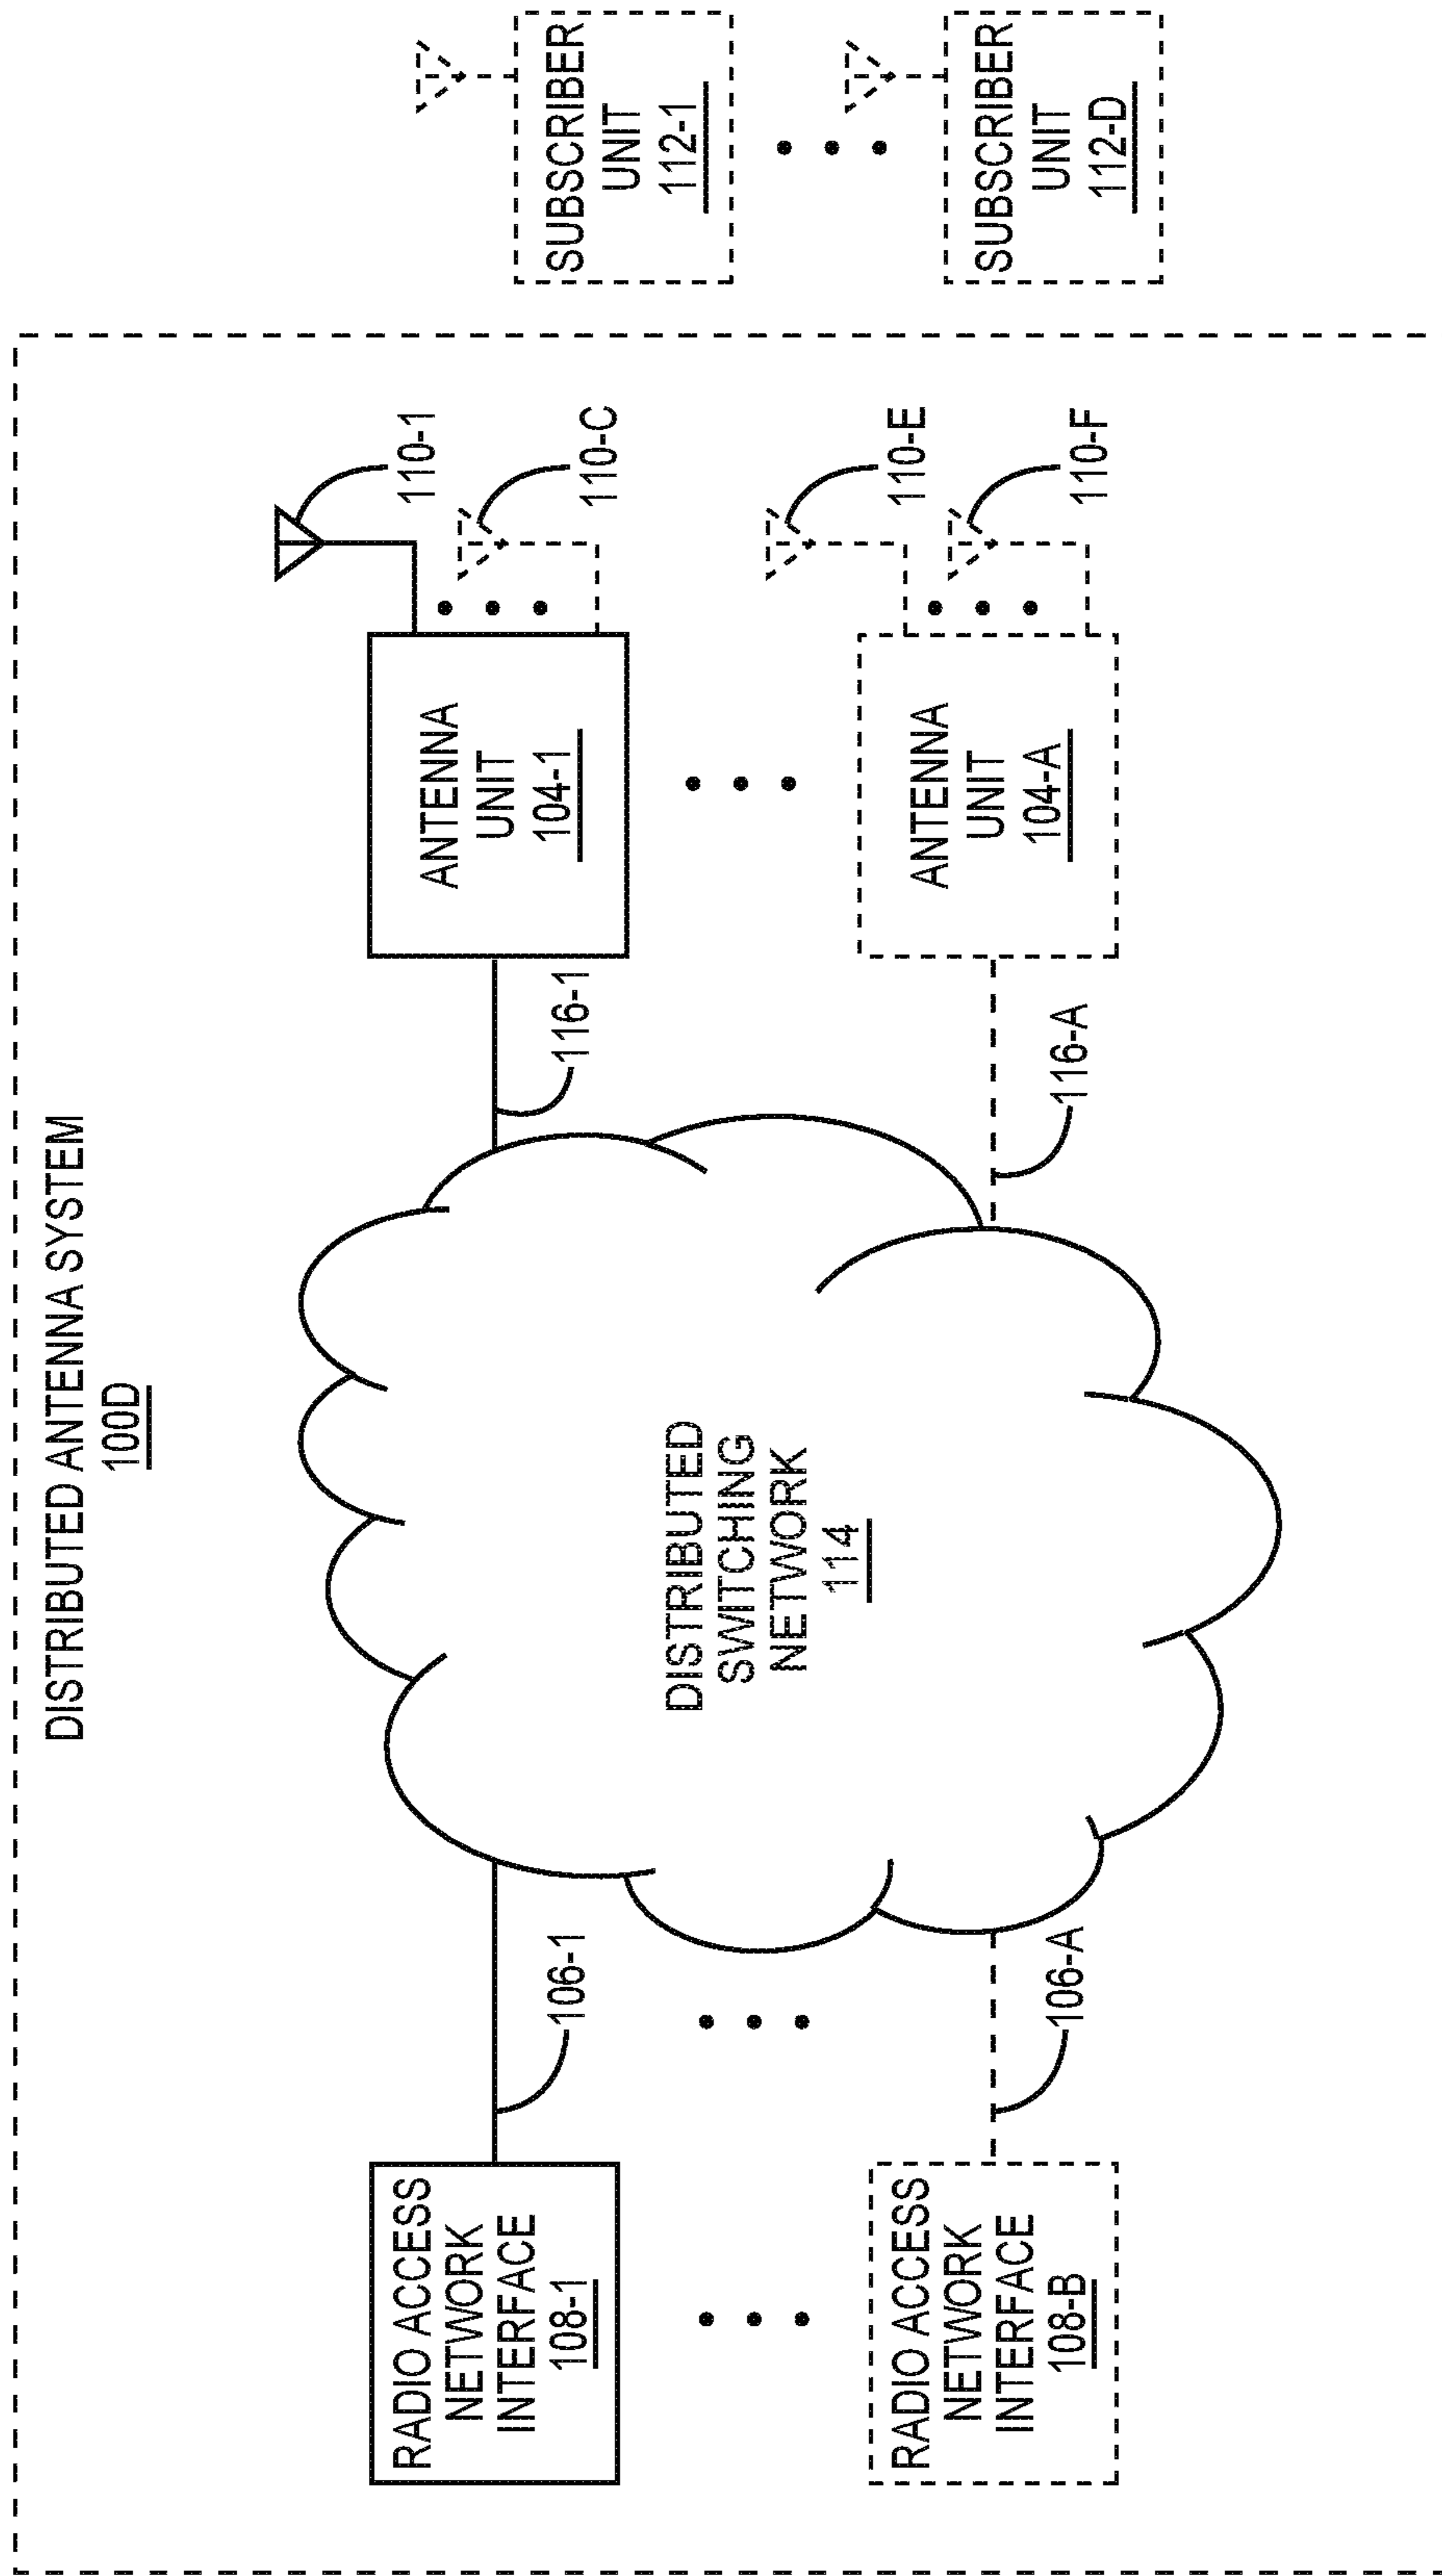 DISTRIBUTED ANTENNA SYSTEM
100D
RADIO ACCESS
NETWORK
INTERFACE
108-1
106-1
DISTRIBUTED
SWITCHING
NETWORK
114
116-1
ANTENNA
UNIT
104-1
110-1
110-C
SUBSCRIBER
UNIT
112-1
RADIO ACCESS
NETWORK
INTERFACE
108-B
106-A
116-A
ANTENNA
UNIT
104-A
110-E
110-F
SUBSCRIBER
UNIT
112-D